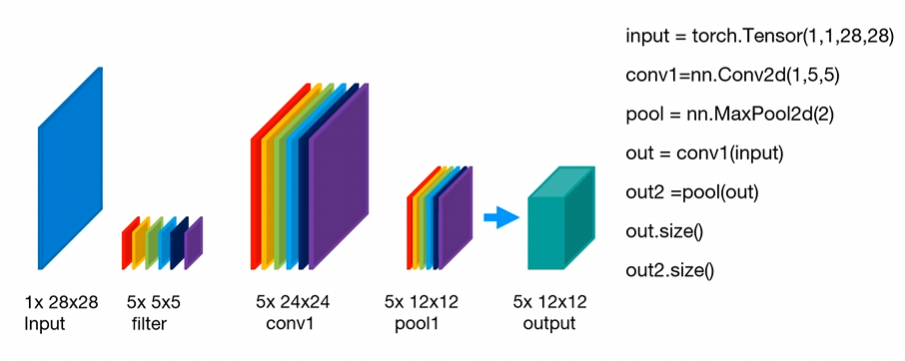 input = torch.Tensor(1,1,28,28)
conv1=nn.Conv2d(1,5,5)
pool = nn.MaxPool2d(2)
out = conv1(input)
out2 =pool(out)
out.size()
out2.size()
1x 28x28
Input
5x 5x5
filter
5x 24x24
conv1
5x 12x12
pool1
5x 12x12
output